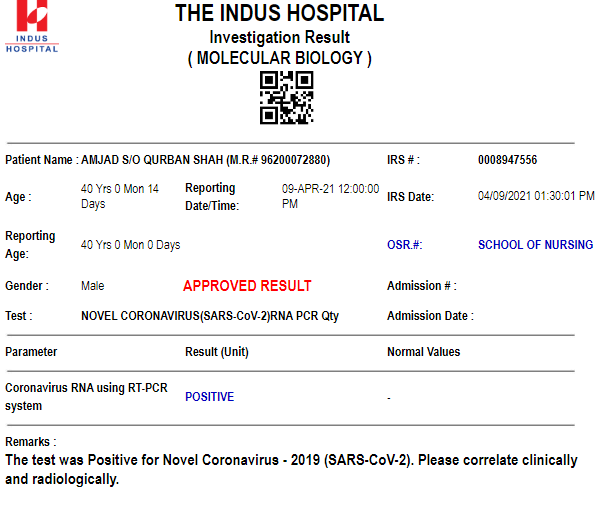 INDUS
HOSPITAL
THE INDUS HOSPITAL
Investigation Result
( MOLECULAR BIOLOGY )
Patient Name : AMJAD S/O QURBAN SHAH (M.R.# 96200072880) IRS # : 0008947556
Age : 40 Yrs 0 Mon 14 Days Reporting Date/Time: 09-APR-21 12:00:00 PM IRS Date: 04/09/2021 01:30:01 PM
Reporting Age: 40 Yrs 0 Mon 0 Days OSR.#: SCHOOL OF NURSING
Gender : Male APPROVED RESULT Admission # :
Test : NOVEL CORONAVIRUS(SARS-CoV-2)RNA PCR Qty Admission Date :
Parameter Result (Unit) Normal Values
Coronavirus RNA using RT-PCR system POSITIVE -
Remarks :
The test was Positive for Novel Coronavirus - 2019 (SARS-CoV-2). Please correlate clinically
and radiologically.